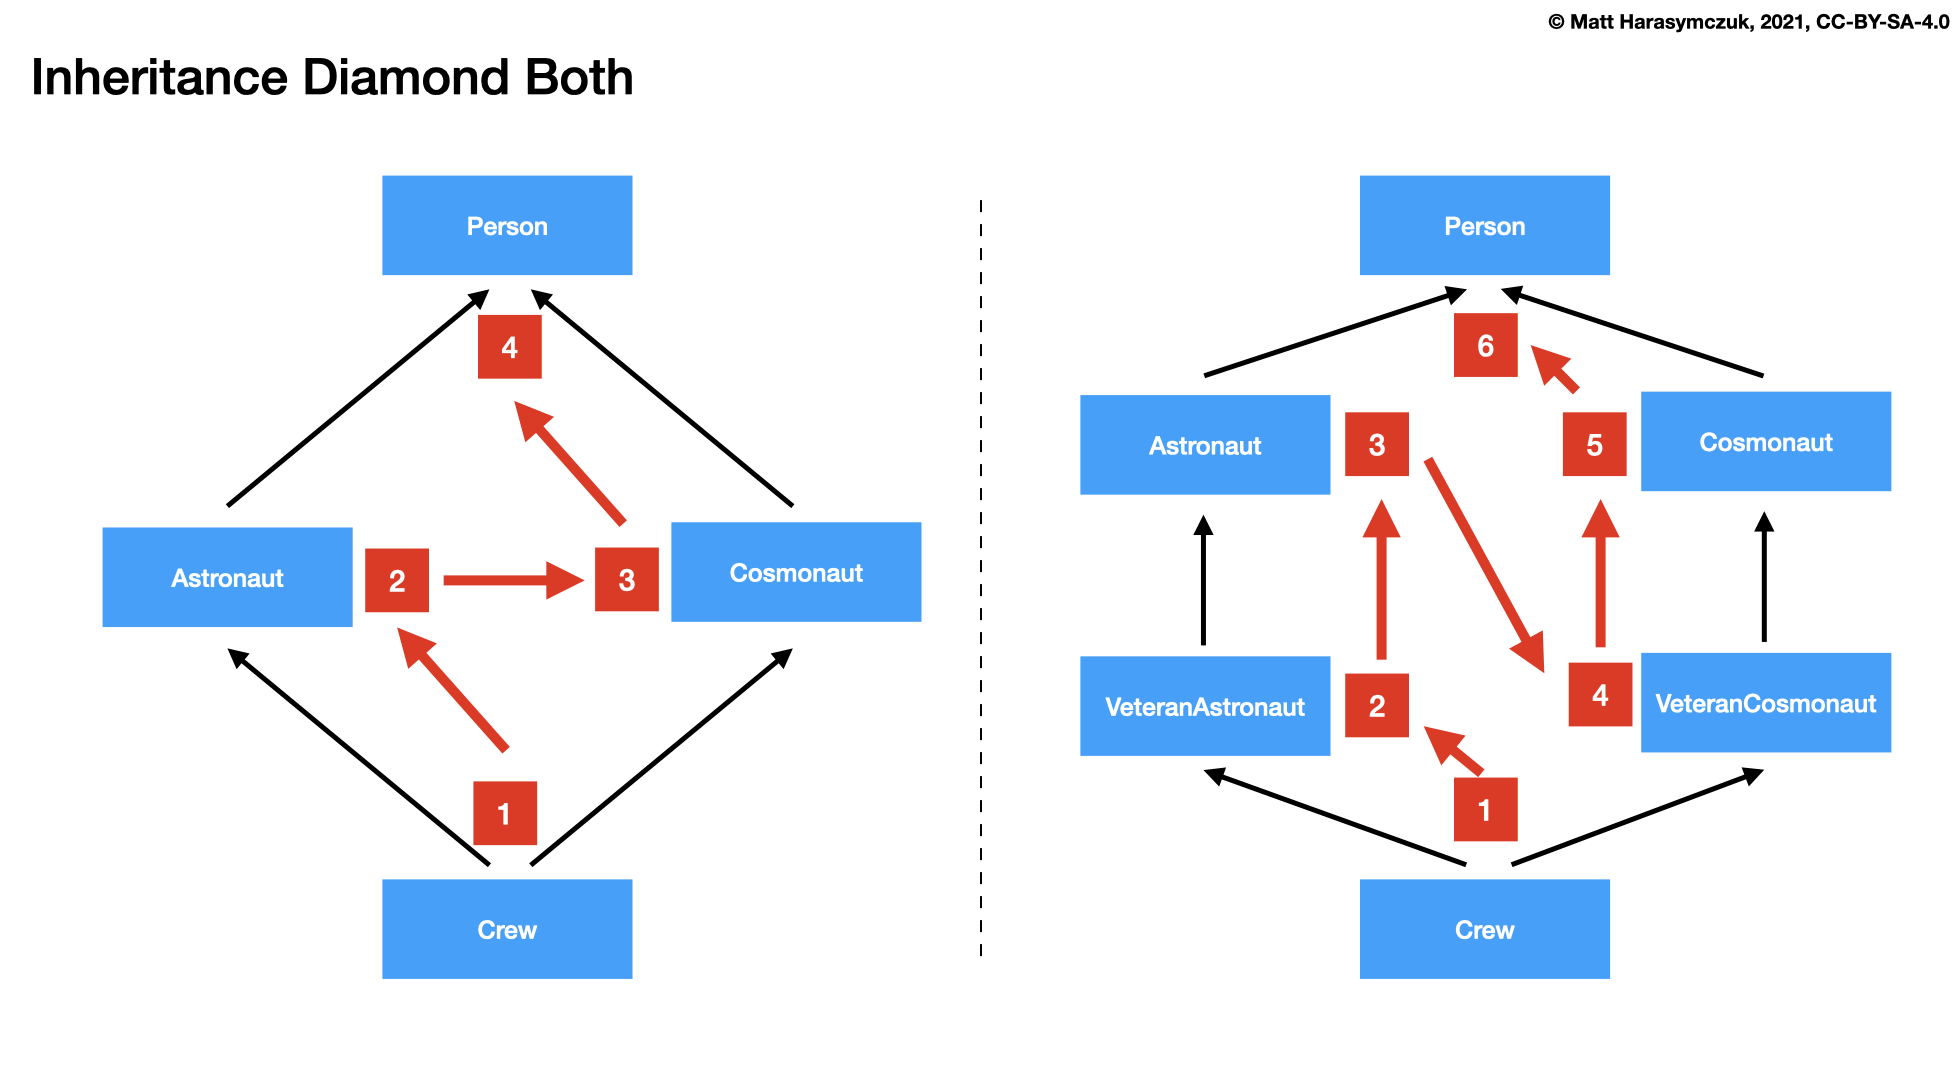 © Matt Harasymczuk, 2021, CC-BY-SA-4.0
Inheritance Diamond Both
Person
4
Astronaut
2
3
Cosmonaut
1
Crew
Person
6
Astronaut
3
5
Cosmonaut
VeteranAstronaut
2
4
VeteranCosmonaut
1
Crew